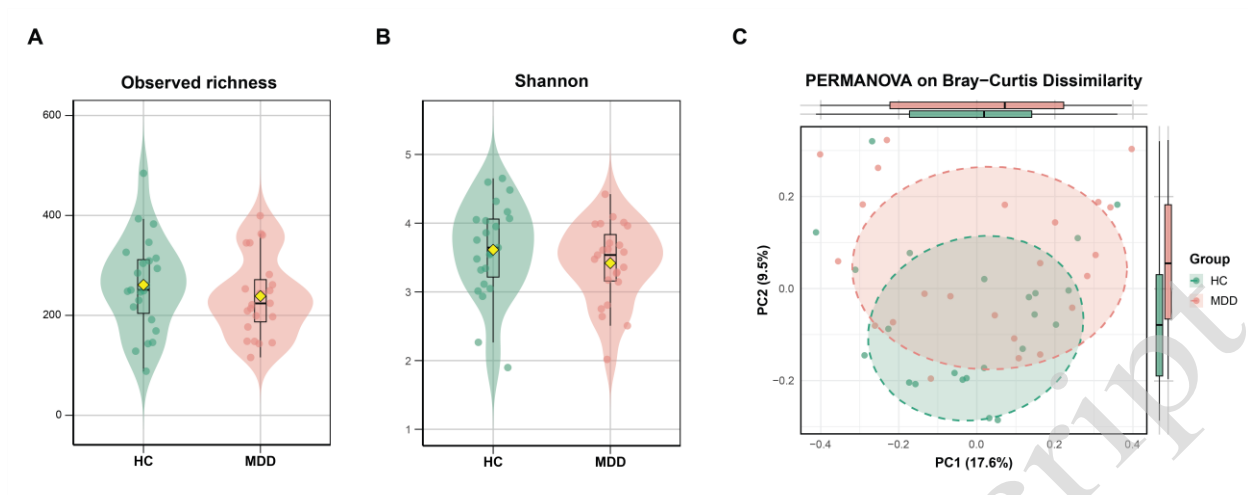 A
B
C
Observed richness
Shannon
PERMANOVA on Bray−Curtis Dissimilarity
600
400
200
0
HC
MDD
5
4
3
2
1
HC
MDD
PC2 (9.5%)
0.2
0.0
−0.2
−0.4
−0.2
0.0
0.2
0.4
PC1 (17.6%)
Group
HC
MDD
cript